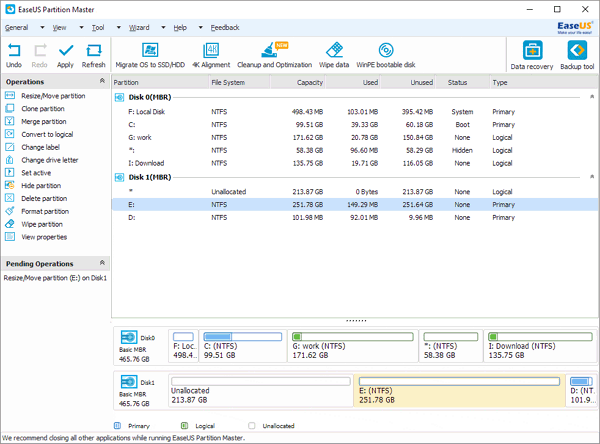 EaseUS Partition Master
General View Tool Wizard Help Feedback
EaseUS
Make your life easy!
Undo Redo Apply Refresh Migrate OS to SSD/HDD 4K Alignment Cleanup and Optimization Wipe data WinPE bootable disk Data recovery Backup tool
4K
NEW
Operations
Resize/Move partition
Clone partition
Merge partition
Convert to logical
Change label
Change drive letter
Set active
Hide partition
Delete partition
Format partition
Wipe partition
View properties
Pending Operations
Resize/Move partition (E:) on Disk1
Partition File System Capacity Used Unused Status Type
Disk 0(MBR)
F: Local Disk NTFS 498.43 MB 103.01 MB 395.42 MB System Primary
C: NTFS 99.51 GB 39.33 GB 60.18 GB Boot Primary
G: work NTFS 171.62 GB 20.78 GB 150.84 GB None Logical
*: NTFS 58.38 GB 96.60 MB 58.29 GB Hidden Logical
I: Download NTFS 135.75 GB 19.71 GB 116.05 GB None Logical
Disk 1(MBR)
* Unallocated 213.87 GB 0 Bytes 213.87 GB None Logical
E: NTFS 251.78 GB 149.29 MB 251.64 GB None Primary
D: NTFS 101.98 MB 92.01 MB 9.96 MB None Primary
Disk0
Basic MBR
465.76 GB
F: Loc...
498.4...
C: (NTFS)
99.51 GB
G: work (NTFS)
171.62 GB
*: (NTFS)
58.38 GB
I: Download (NTFS)
135.75 GB
Disk1
Basic MBR
465.76 GB
Unallocated
213.87 GB
E: (NTFS)
251.78 GB
D: (NT...
101.9...
Primary Logical Unallocated
We recommend closing all other applications while running EaseUS Partition Master.